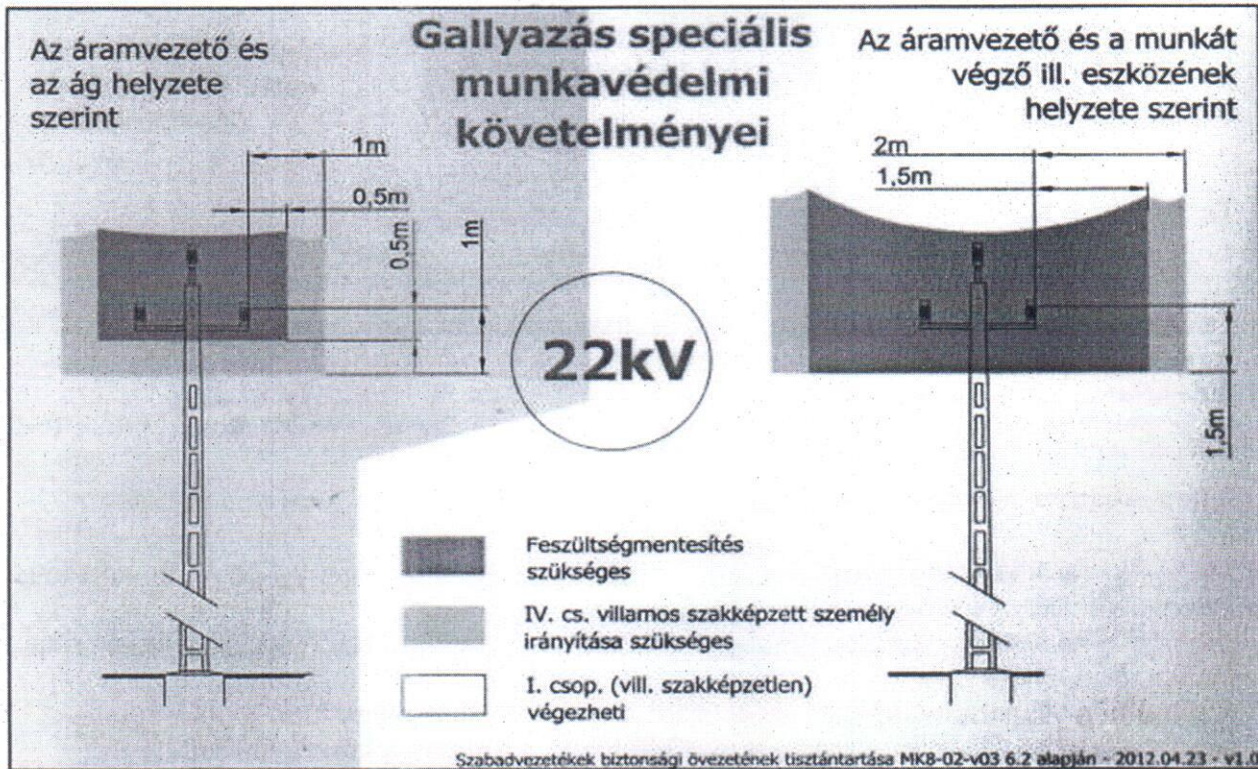 Gallyazás speciális
munkavédelmi
követelményei
Az áramvezető és
az ág helyzete
szerint
Az áramvezető és a munkát
végző ill. eszközének
helyzete szerint
1m
0,5m
0,5m
1m
2m
1,5m
1,5m
22kV
Feszültségmentesítés
szükséges
IV. cs. villamos szakképzett személy
irányítása szükséges
I. csop. (vill. szakképzetlen)
végezheti
Szabadvezetékek biztonsági övezetének tisztántartása MK8-02-v03 6.2 alapján - 2012.04.23 - v1.